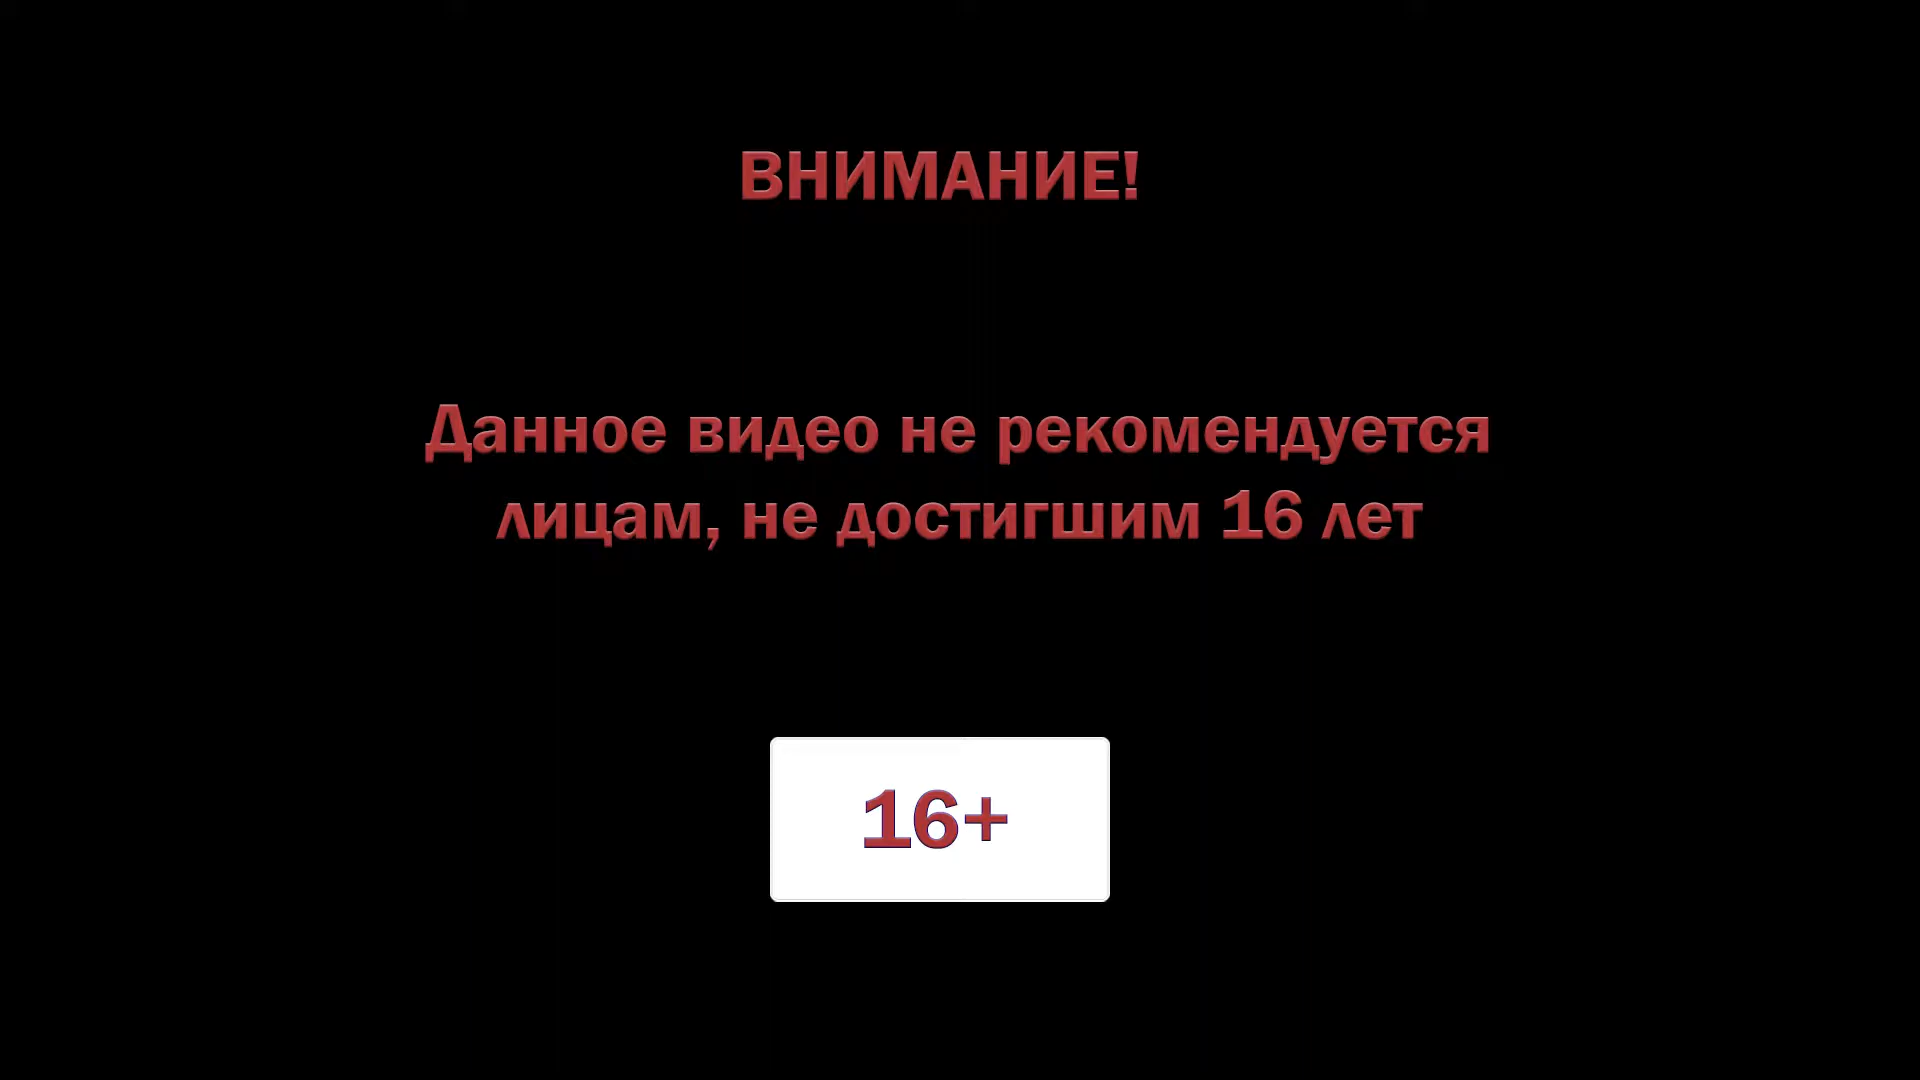 ВНИМАНИЕ!
Данное видео не рекомендуется
лицам, не достигшим 16 лет
16+